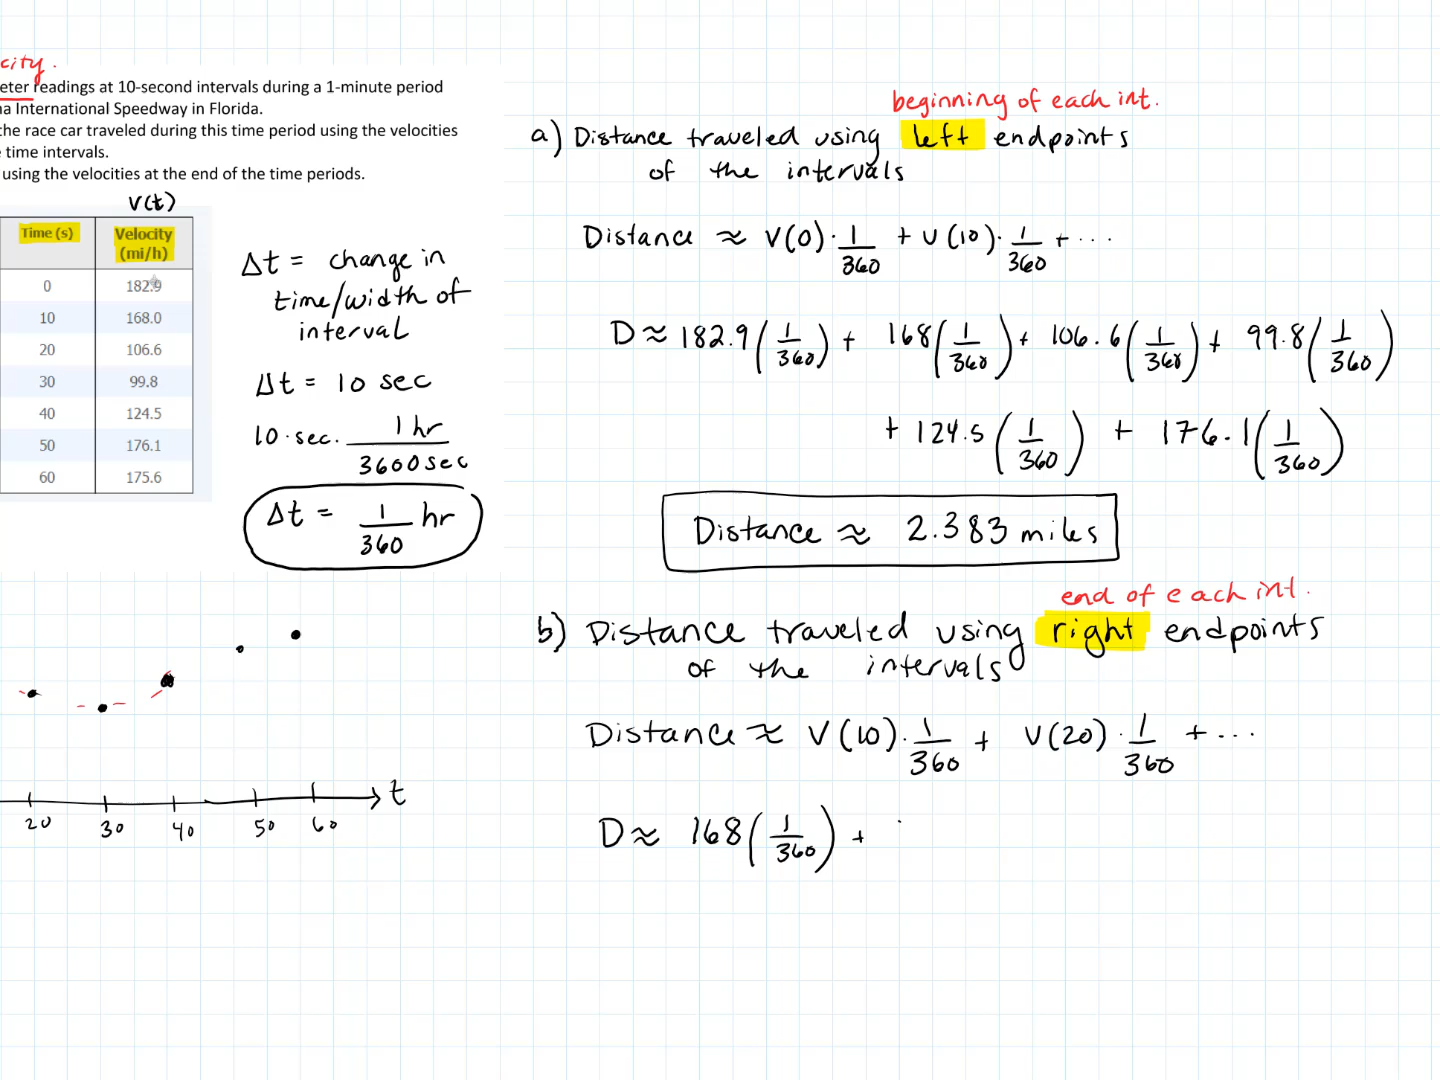 city.
eter readings at 10-second intervals during a 1-minute period
na International Speedway in Florida.
the race car traveled during this time period using the velocities
e time intervals.
using the velocities at the end of the time periods.
V(t)
Time (s) Velocity (mi/h)
0 182.9
10 168.0
20 106.6
30 99.8
40 124.5
50 176.1
60 175.6
Δt = change in
time/width of
interval
Δt = 10 sec
10 · sec. 1 hr / 3600 sec
Δt = 1/360 hr
20 30 40 50 60 t
beginning of each int.
a) Distance traveled using left endpoints
of the intervals
Distance ≈ V(0) · 1/360 + V(10) · 1/360 + ...
D ≈ 182.9 (1/360) + 168 (1/360) + 106.6 (1/360) + 99.8 (1/360)
+ 124.5 (1/360) + 176.1 (1/360)
Distance ≈ 2.383 miles
end of each int.
b) Distance traveled using right endpoints
of the intervals
Distance ≈ V(10) · 1/360 + V(20) · 1/360 + ...
D ≈ 168 (1/360) +